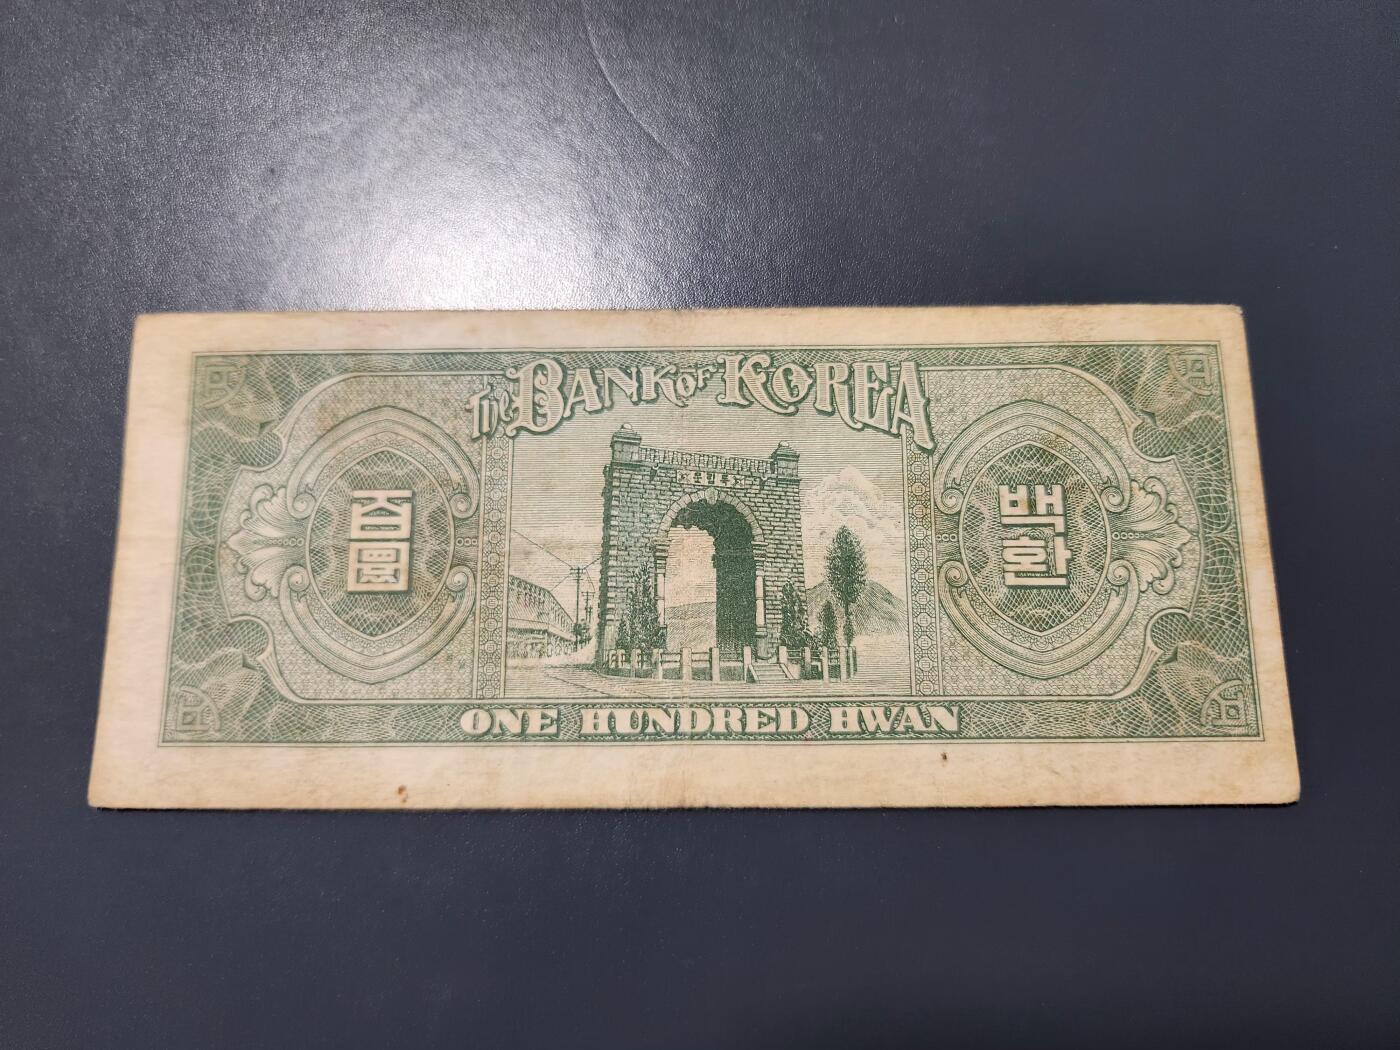 The BANK OF KOREA
百圜
백환
ONE HUNDRED HWAN